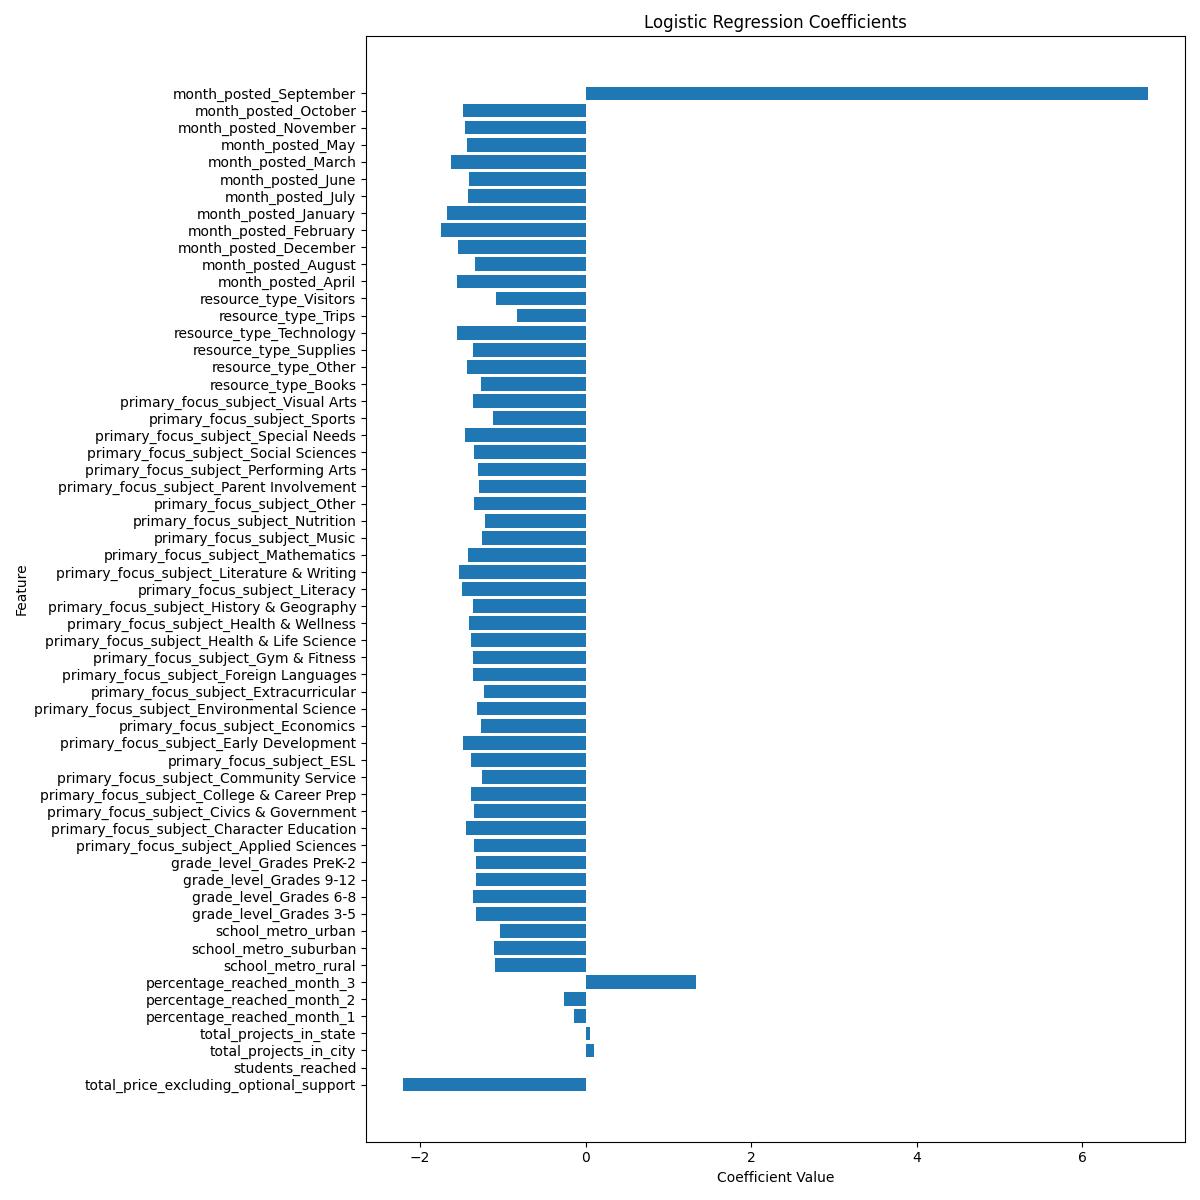 Logistic Regression Coefficients
month_posted_September
month_posted_October
month_posted_November
month_posted_May
month_posted_March
month_posted_June
month_posted_July
month_posted_January
month_posted_February
month_posted_December
month_posted_August
month_posted_April
resource_type_Visitors
resource_type_Trips
resource_type_Technology
resource_type_Supplies
resource_type_Other
resource_type_Books
primary_focus_subject_Visual Arts
primary_focus_subject_Sports
primary_focus_subject_Special Needs
primary_focus_subject_Social Sciences
primary_focus_subject_Performing Arts
primary_focus_subject_Parent Involvement
primary_focus_subject_Other
primary_focus_subject_Nutrition
primary_focus_subject_Music
primary_focus_subject_Mathematics
primary_focus_subject_Literature & Writing
primary_focus_subject_Literacy
primary_focus_subject_History & Geography
primary_focus_subject_Health & Wellness
primary_focus_subject_Health & Life Science
primary_focus_subject_Gym & Fitness
primary_focus_subject_Foreign Languages
primary_focus_subject_Extracurricular
primary_focus_subject_Environmental Science
primary_focus_subject_Economics
primary_focus_subject_Early Development
primary_focus_subject_ESL
primary_focus_subject_Community Service
primary_focus_subject_College & Career Prep
primary_focus_subject_Civics & Government
primary_focus_subject_Character Education
primary_focus_subject_Applied Sciences
grade_level_Grades PreK-2
grade_level_Grades 9-12
grade_level_Grades 6-8
grade_level_Grades 3-5
school_metro_urban
school_metro_suburban
school_metro_rural
percentage_reached_month_3
percentage_reached_month_2
percentage_reached_month_1
total_projects_in_state
total_projects_in_city
students_reached
total_price_excluding_optional_support
Feature
−2 0 2 4 6
Coefficient Value